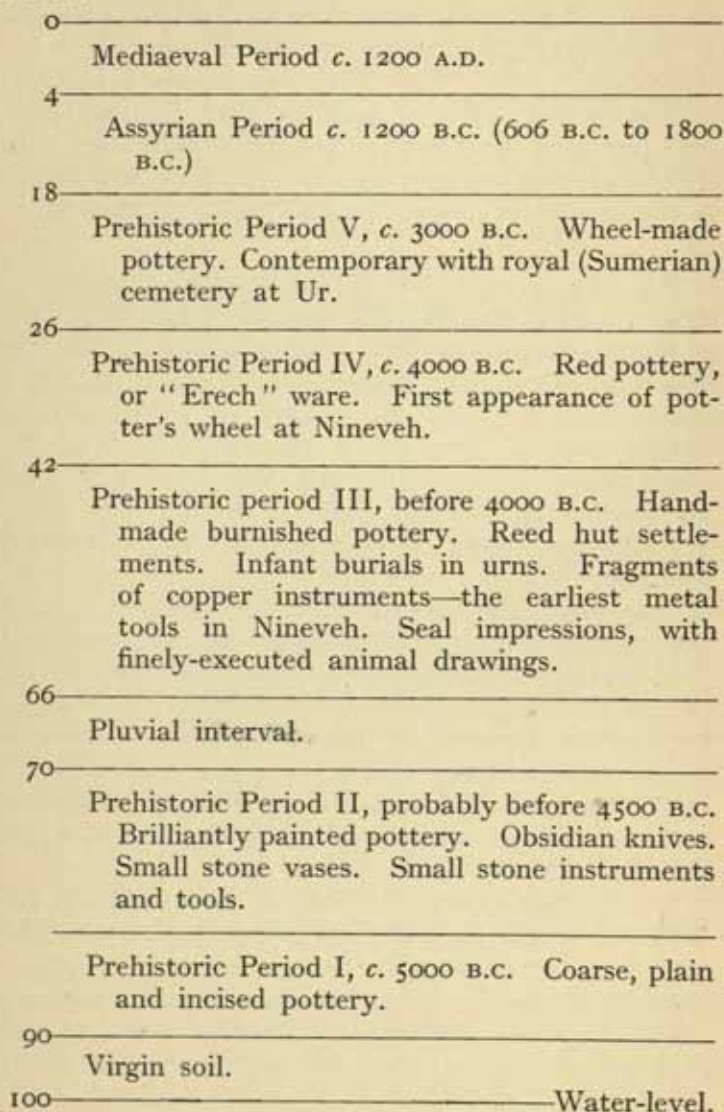 0
Mediaeval Period c. 1200 A.D.
4
Assyrian Period c. 1200 B.C. (606 B.C. to 1800
B.C.)
18
Prehistoric Period V, c. 3000 B.C. Wheel-made
pottery. Contemporary with royal (Sumerian)
cemetery at Ur.
26
Prehistoric Period IV, c. 4000 B.C. Red pottery,
or "Erech" ware. First appearance of pot-
ter's wheel at Nineveh.
42
Prehistoric period III, before 4000 B.C. Hand-
made burnished pottery. Reed hut settle-
ments. Infant burials in urns. Fragments
of copper instruments—the earliest metal
tools in Nineveh. Seal impressions, with
finely-executed animal drawings.
66
Pluvial interval.
70
Prehistoric Period II, probably before 4500 B.C.
Brilliantly painted pottery. Obsidian knives.
Small stone vases. Small stone instruments
and tools.
Prehistoric Period I, c. 5000 B.C. Coarse, plain
and incised pottery.
90
Virgin soil.
100 Water-level.